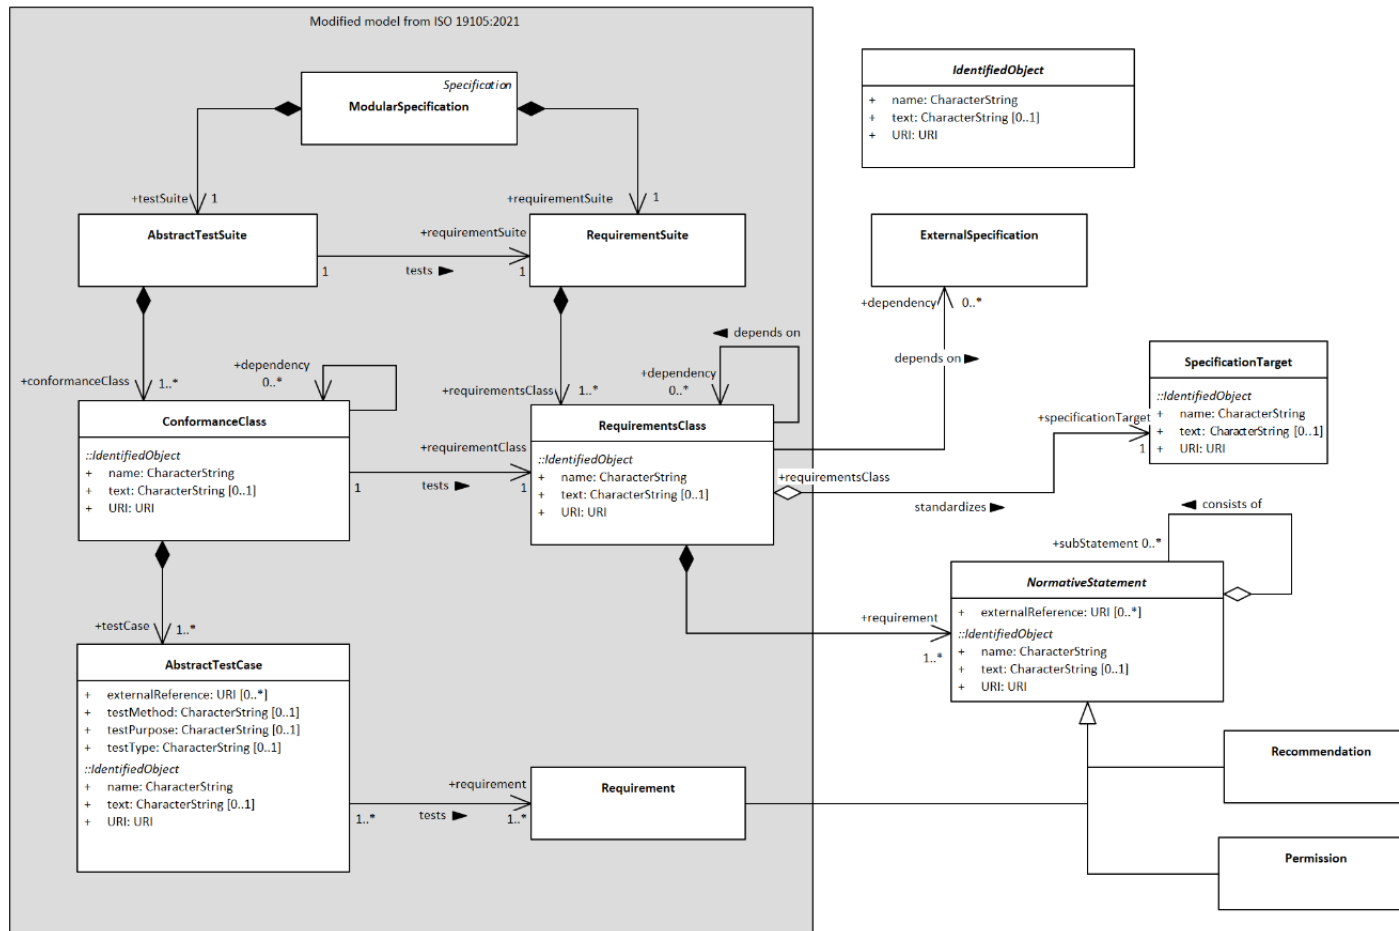 Modified model from ISO 19105:2021
Specification
ModularSpecification
IdentifiedObject
+ name: CharacterString
+ text: CharacterString [0..1]
+ URI: URI
+testSuite
1
+requirementSuite
1
AbstractTestSuite
+requirementSuite
1
tests ►
1
RequirementSuite
ExternalSpecification
+dependency
0..*
◄ depends on
depends on ►
+conformanceClass
1..*
+dependency
0..*
+requirementsClass
1..*
+dependency
0..*
SpecificationTarget
::IdentifiedObject
+ name: CharacterString
+ text: CharacterString [0..1]
+ URI: URI
+specificationTarget
1
ConformanceClass
::IdentifiedObject
+ name: CharacterString
+ text: CharacterString [0..1]
+ URI: URI
+requirementClass
1
tests ►
1
RequirementsClass
::IdentifiedObject
+ name: CharacterString
+ text: CharacterString [0..1]
+ URI: URI
+requirementsClass
standardizes ►
◄ consists of
+subStatement 0..*
NormativeStatement
+ externalReference: URI [0..*]
::IdentifiedObject
+ name: CharacterString
+ text: CharacterString [0..1]
+ URI: URI
+requirement
1..*
+testCase
1..*
AbstractTestCase
+ externalReference: URI [0..*]
+ testMethod: CharacterString [0..1]
+ testPurpose: CharacterString [0..1]
+ testType: CharacterString [0..1]
::IdentifiedObject
+ name: CharacterString
+ text: CharacterString [0..1]
+ URI: URI
+requirement
1..*
tests ►
1..*
Requirement
Recommendation
Permission